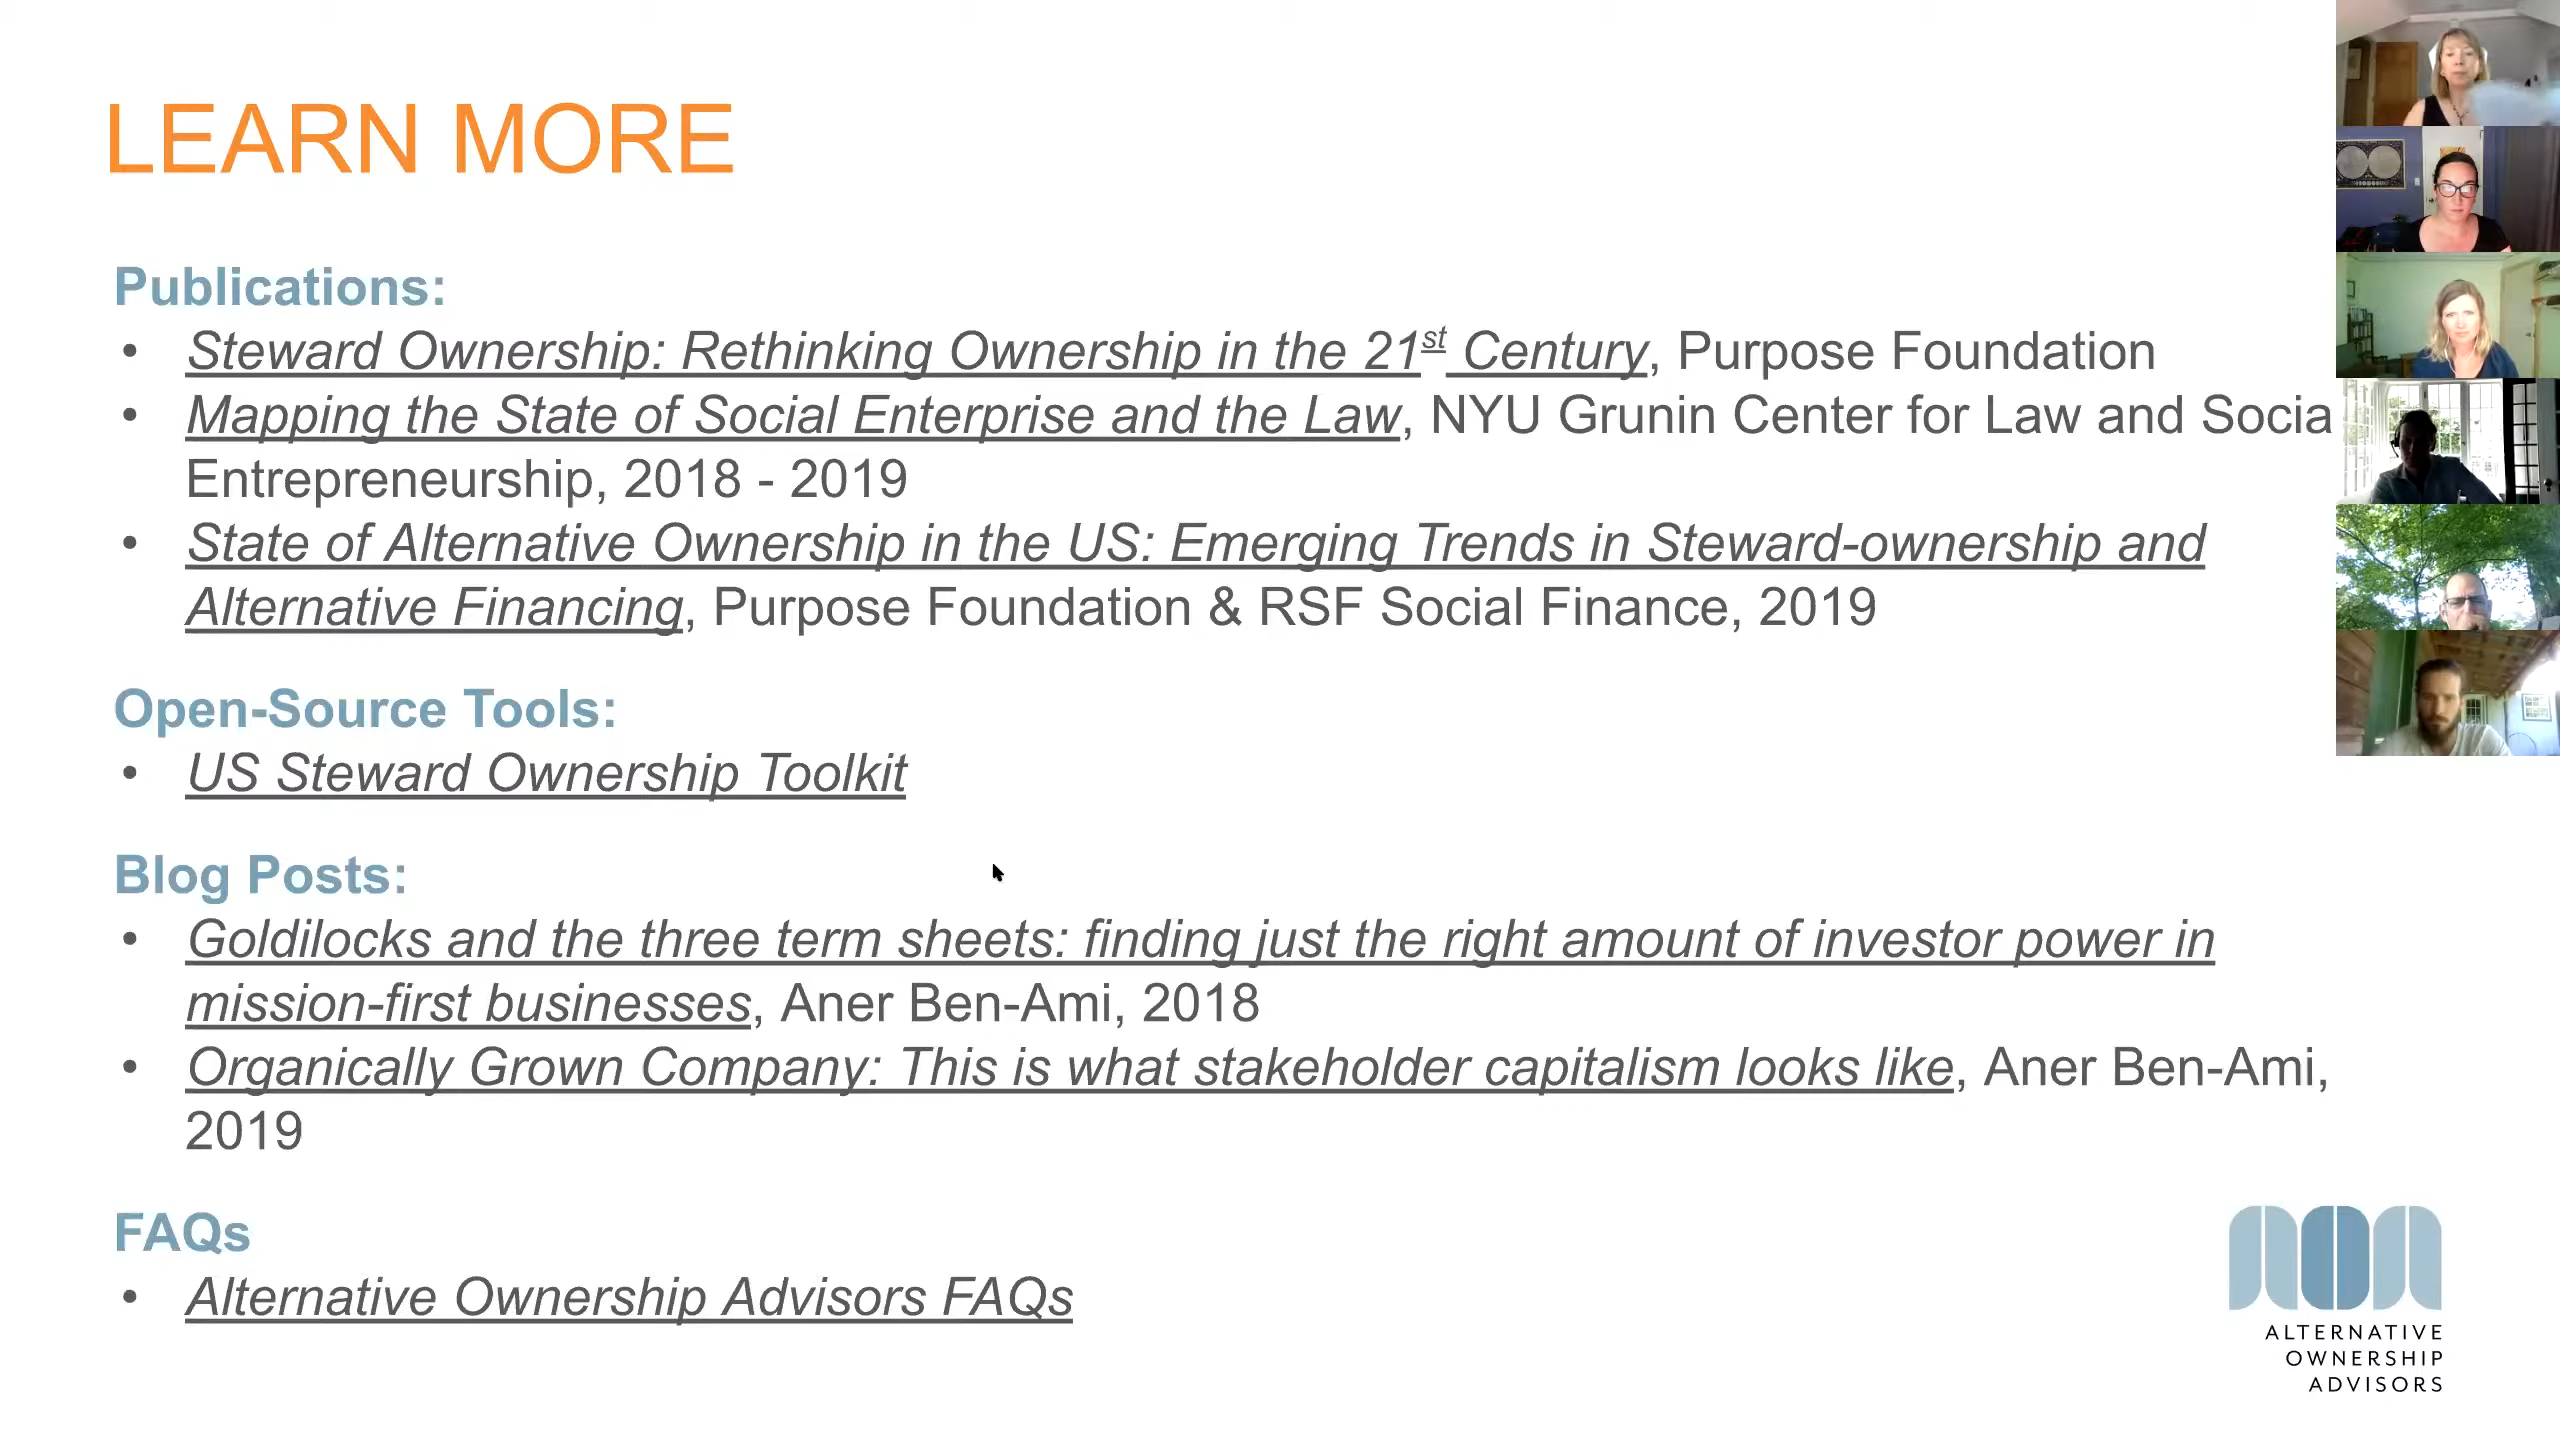 LEARN MORE
Publications:
• Steward Ownership: Rethinking Ownership in the 21st Century, Purpose Foundation
• Mapping the State of Social Enterprise and the Law, NYU Grunin Center for Law and Socia
Entrepreneurship, 2018 - 2019
• State of Alternative Ownership in the US: Emerging Trends in Steward-ownership and
Alternative Financing, Purpose Foundation & RSF Social Finance, 2019
Open-Source Tools:
• US Steward Ownership Toolkit
Blog Posts:
• Goldilocks and the three term sheets: finding just the right amount of investor power in
mission-first businesses, Aner Ben-Ami, 2018
• Organically Grown Company: This is what stakeholder capitalism looks like, Aner Ben-Ami,
2019
FAQs
• Alternative Ownership Advisors FAQs
ALTERNATIVE
OWNERSHIP
ADVISORS